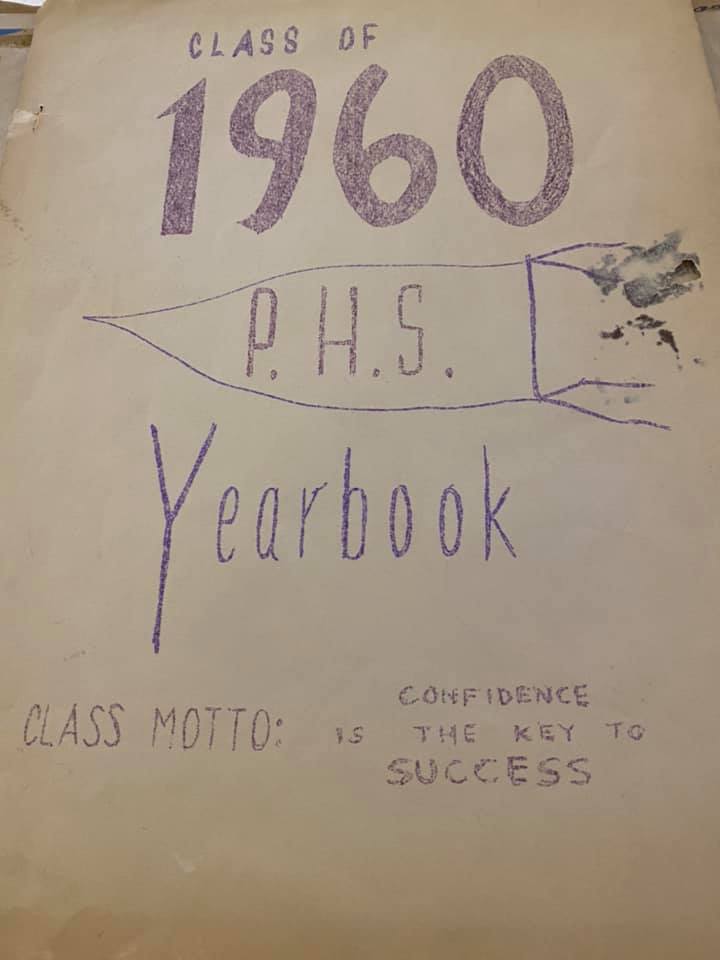 CLASS OF
1960
P.H.S.
Yearbook
CONFIDENCE
CLASS MOTTO: IS THE KEY TO
SUCCESS